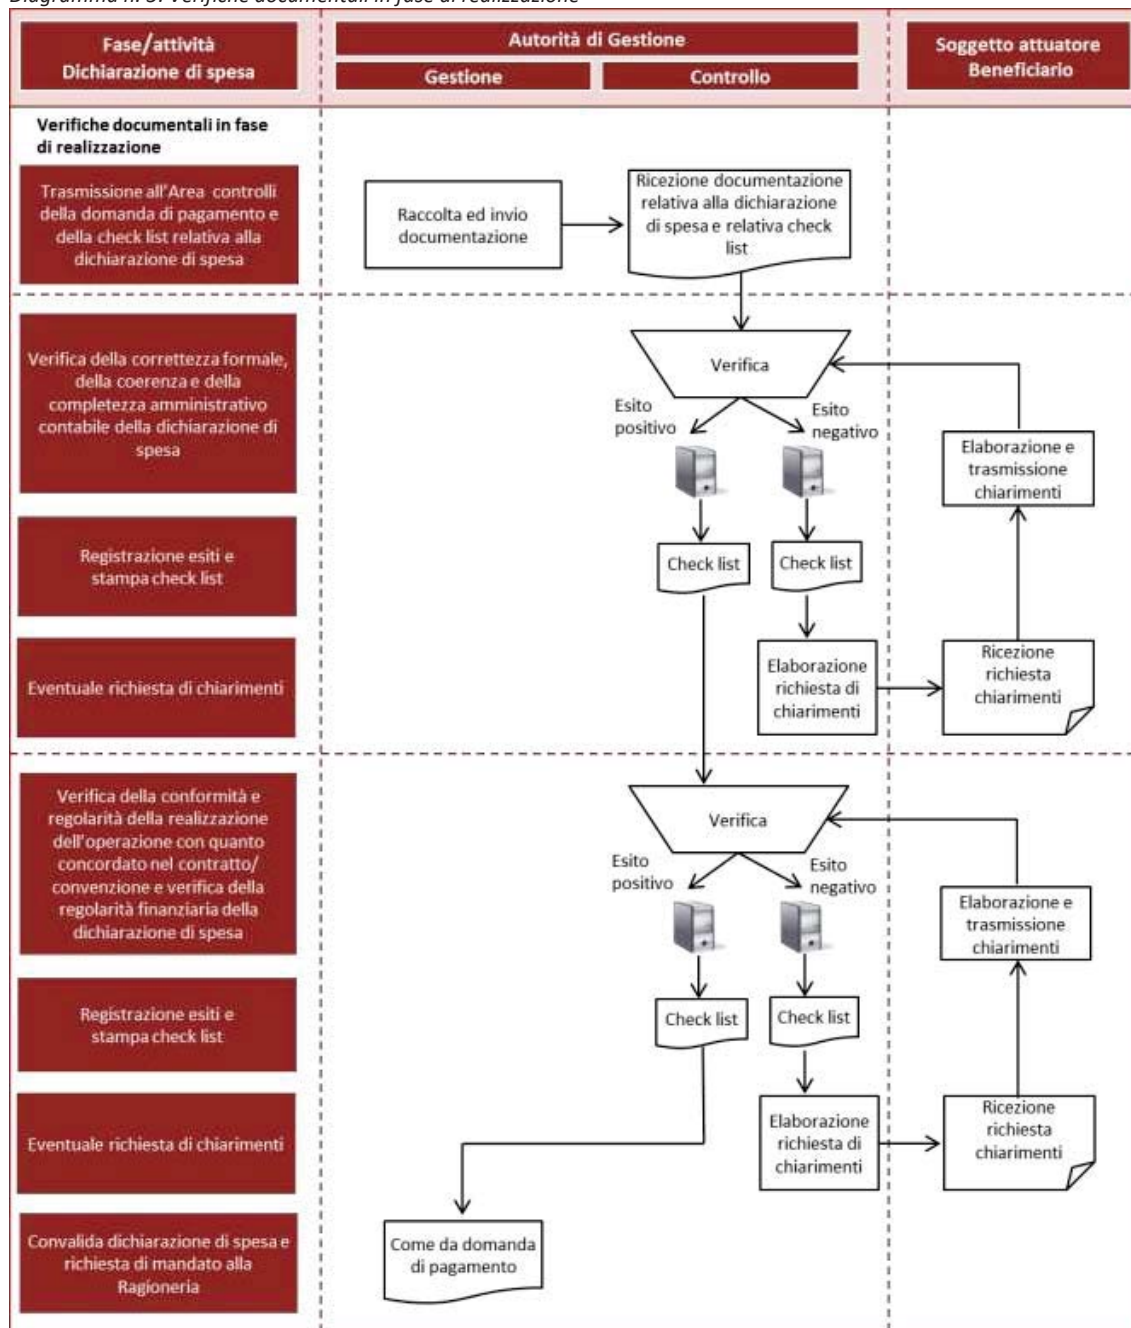 Diagramma n. 3: Verifiche documentali in fase di realizzazione
Fase/attività
Dichiarazione di spesa
Autorità di Gestione
Gestione
Controllo
Soggetto attuatore
Beneficiario
Verifiche documentali in fase
di realizzazione
Trasmissione all'Area controlli
della domanda di pagamento e
della check list relativa alla
dichiarazione di spesa
Raccolta ed invio
documentazione
Ricezione documentazione
relativa alla dichiarazione
di spesa e relativa check
list
Verifica della correttezza formale,
della coerenza e della
completezza amministrativo
contabile della dichiarazione di
spesa
Verifica
Esito
positivo
Esito
negativo
Elaborazione e
trasmissione
chiarimenti
Registrazione esiti e
stampa check list
Check list
Check list
Eventuale richiesta di chiarimenti
Elaborazione
richiesta di
chiarimenti
Ricezione
richiesta
chiarimenti
Verifica della conformità e
regolarità della realizzazione
dell'operazione con quanto
concordato nel contratto/
convenzione e verifica della
regolarità finanziaria della
dichiarazione di spesa
Verifica
Esito
positivo
Esito
negativo
Elaborazione e
trasmissione
chiarimenti
Registrazione esiti e
stampa check list
Check list
Check list
Eventuale richiesta di chiarimenti
Elaborazione
richiesta di
chiarimenti
Ricezione
richiesta
chiarimenti
Convalida dichiarazione di spesa e
richiesta di mandato alla
Ragioneria
Come da domanda
di pagamento